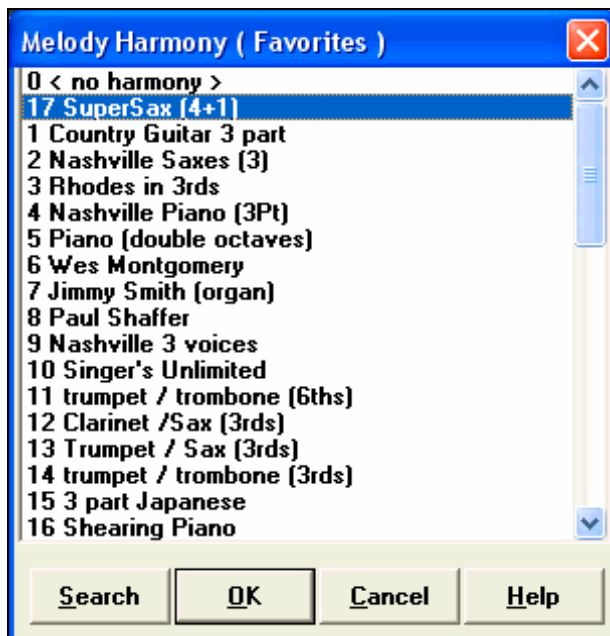 Melody Harmony ( Favorites )
0 < no harmony >
17 SuperSax (4+1)
1 Country Guitar 3 part
2 Nashville Saxes (3)
3 Rhodes in 3rds
4 Nashville Piano (3Pt)
5 Piano (double octaves)
6 Wes Montgomery
7 Jimmy Smith (organ)
8 Paul Shaffer
9 Nashville 3 voices
10 Singer's Unlimited
11 trumpet / trombone (6ths)
12 Clarinet /Sax (3rds)
13 Trumpet / Sax (3rds)
14 trumpet / trombone (3rds)
15 3 part Japanese
16 Shearing Piano
Search OK Cancel Help